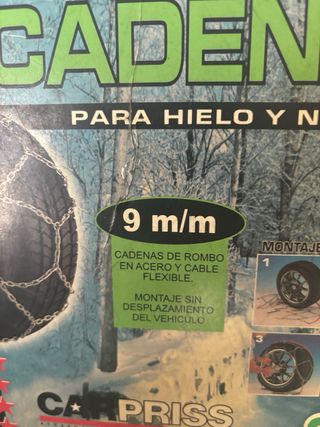 CADEN
PARA HIELO Y N
9 m/m
CADENAS DE ROMBO
EN ACERO Y CABLE
FLEXIBLE.
MONTAJE SIN
DESPLAZAMIENTO
DEL VEHICULO
MONTAJE
1
3
CARPRISS